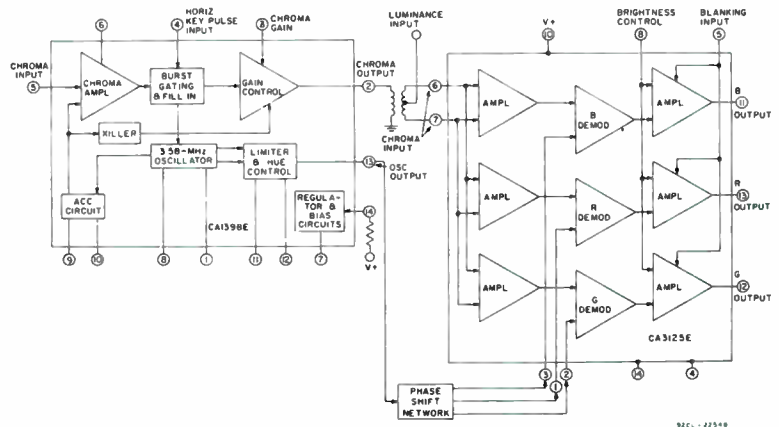 HORIZ
KEY PULSE
INPUT
CHROMA
GAIN
6
4
3
CHROMA
INPUT
5
CHROMA
AMPL
BURST
GATING
& FILL IN
GAIN
CONTROL
CHROMA
OUTPUT
2
KILLER
3.58-MHz
OSCILLATOR
LIMITER
& HUE
CONTROL
13
OSC
OUTPUT
ACC
CIRCUIT
CA1398E
REGULA-
TOR &
BIAS
CIRCUITS
14
V+
9
10
8
1
11
12
7
LUMINANCE
INPUT
CHROMA
INPUT
6
7
V+
10
BRIGHTNESS
CONTROL
8
BLANKING
INPUT
5
AMPL
B
DEMOD
AMPL
B
11
OUTPUT
AMPL
R
DEMOD
AMPL
R
13
OUTPUT
AMPL
G
DEMOD
AMPL
G
12
OUTPUT
CA3125E
3
1
2
14
4
PHASE
SHIFT
NETWORK
92CL-22540